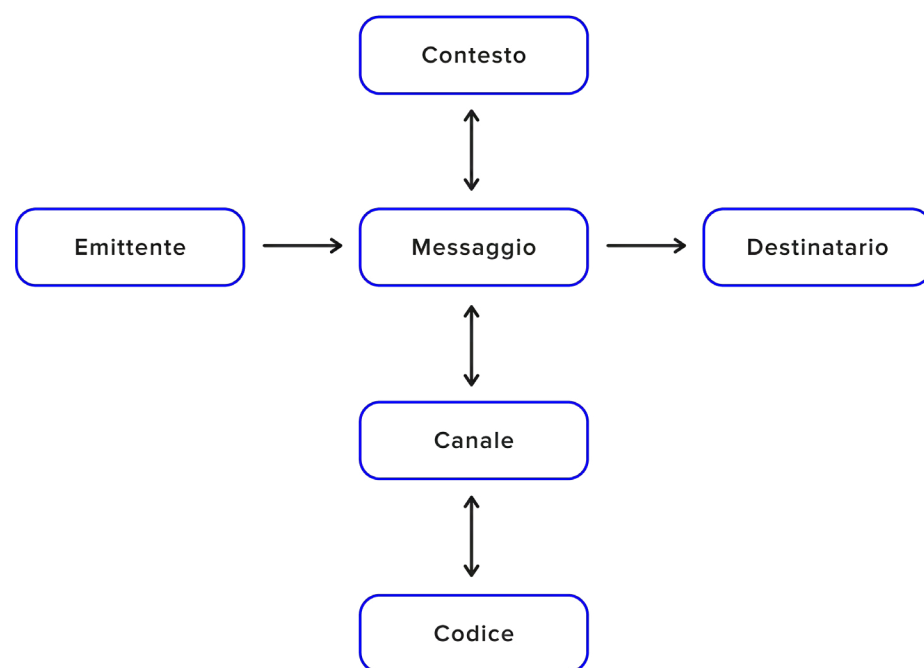 Contesto
Emittente
Messaggio
Destinatario
Canale
Codice